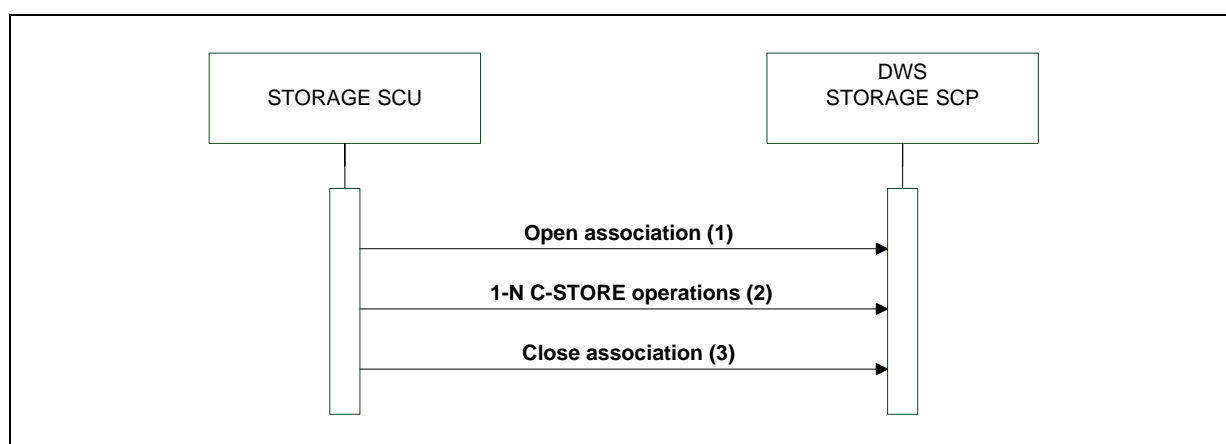 STORAGE SCU
DWS
STORAGE SCP
Open association (1)
1-N C-STORE operations (2)
Close association (3)